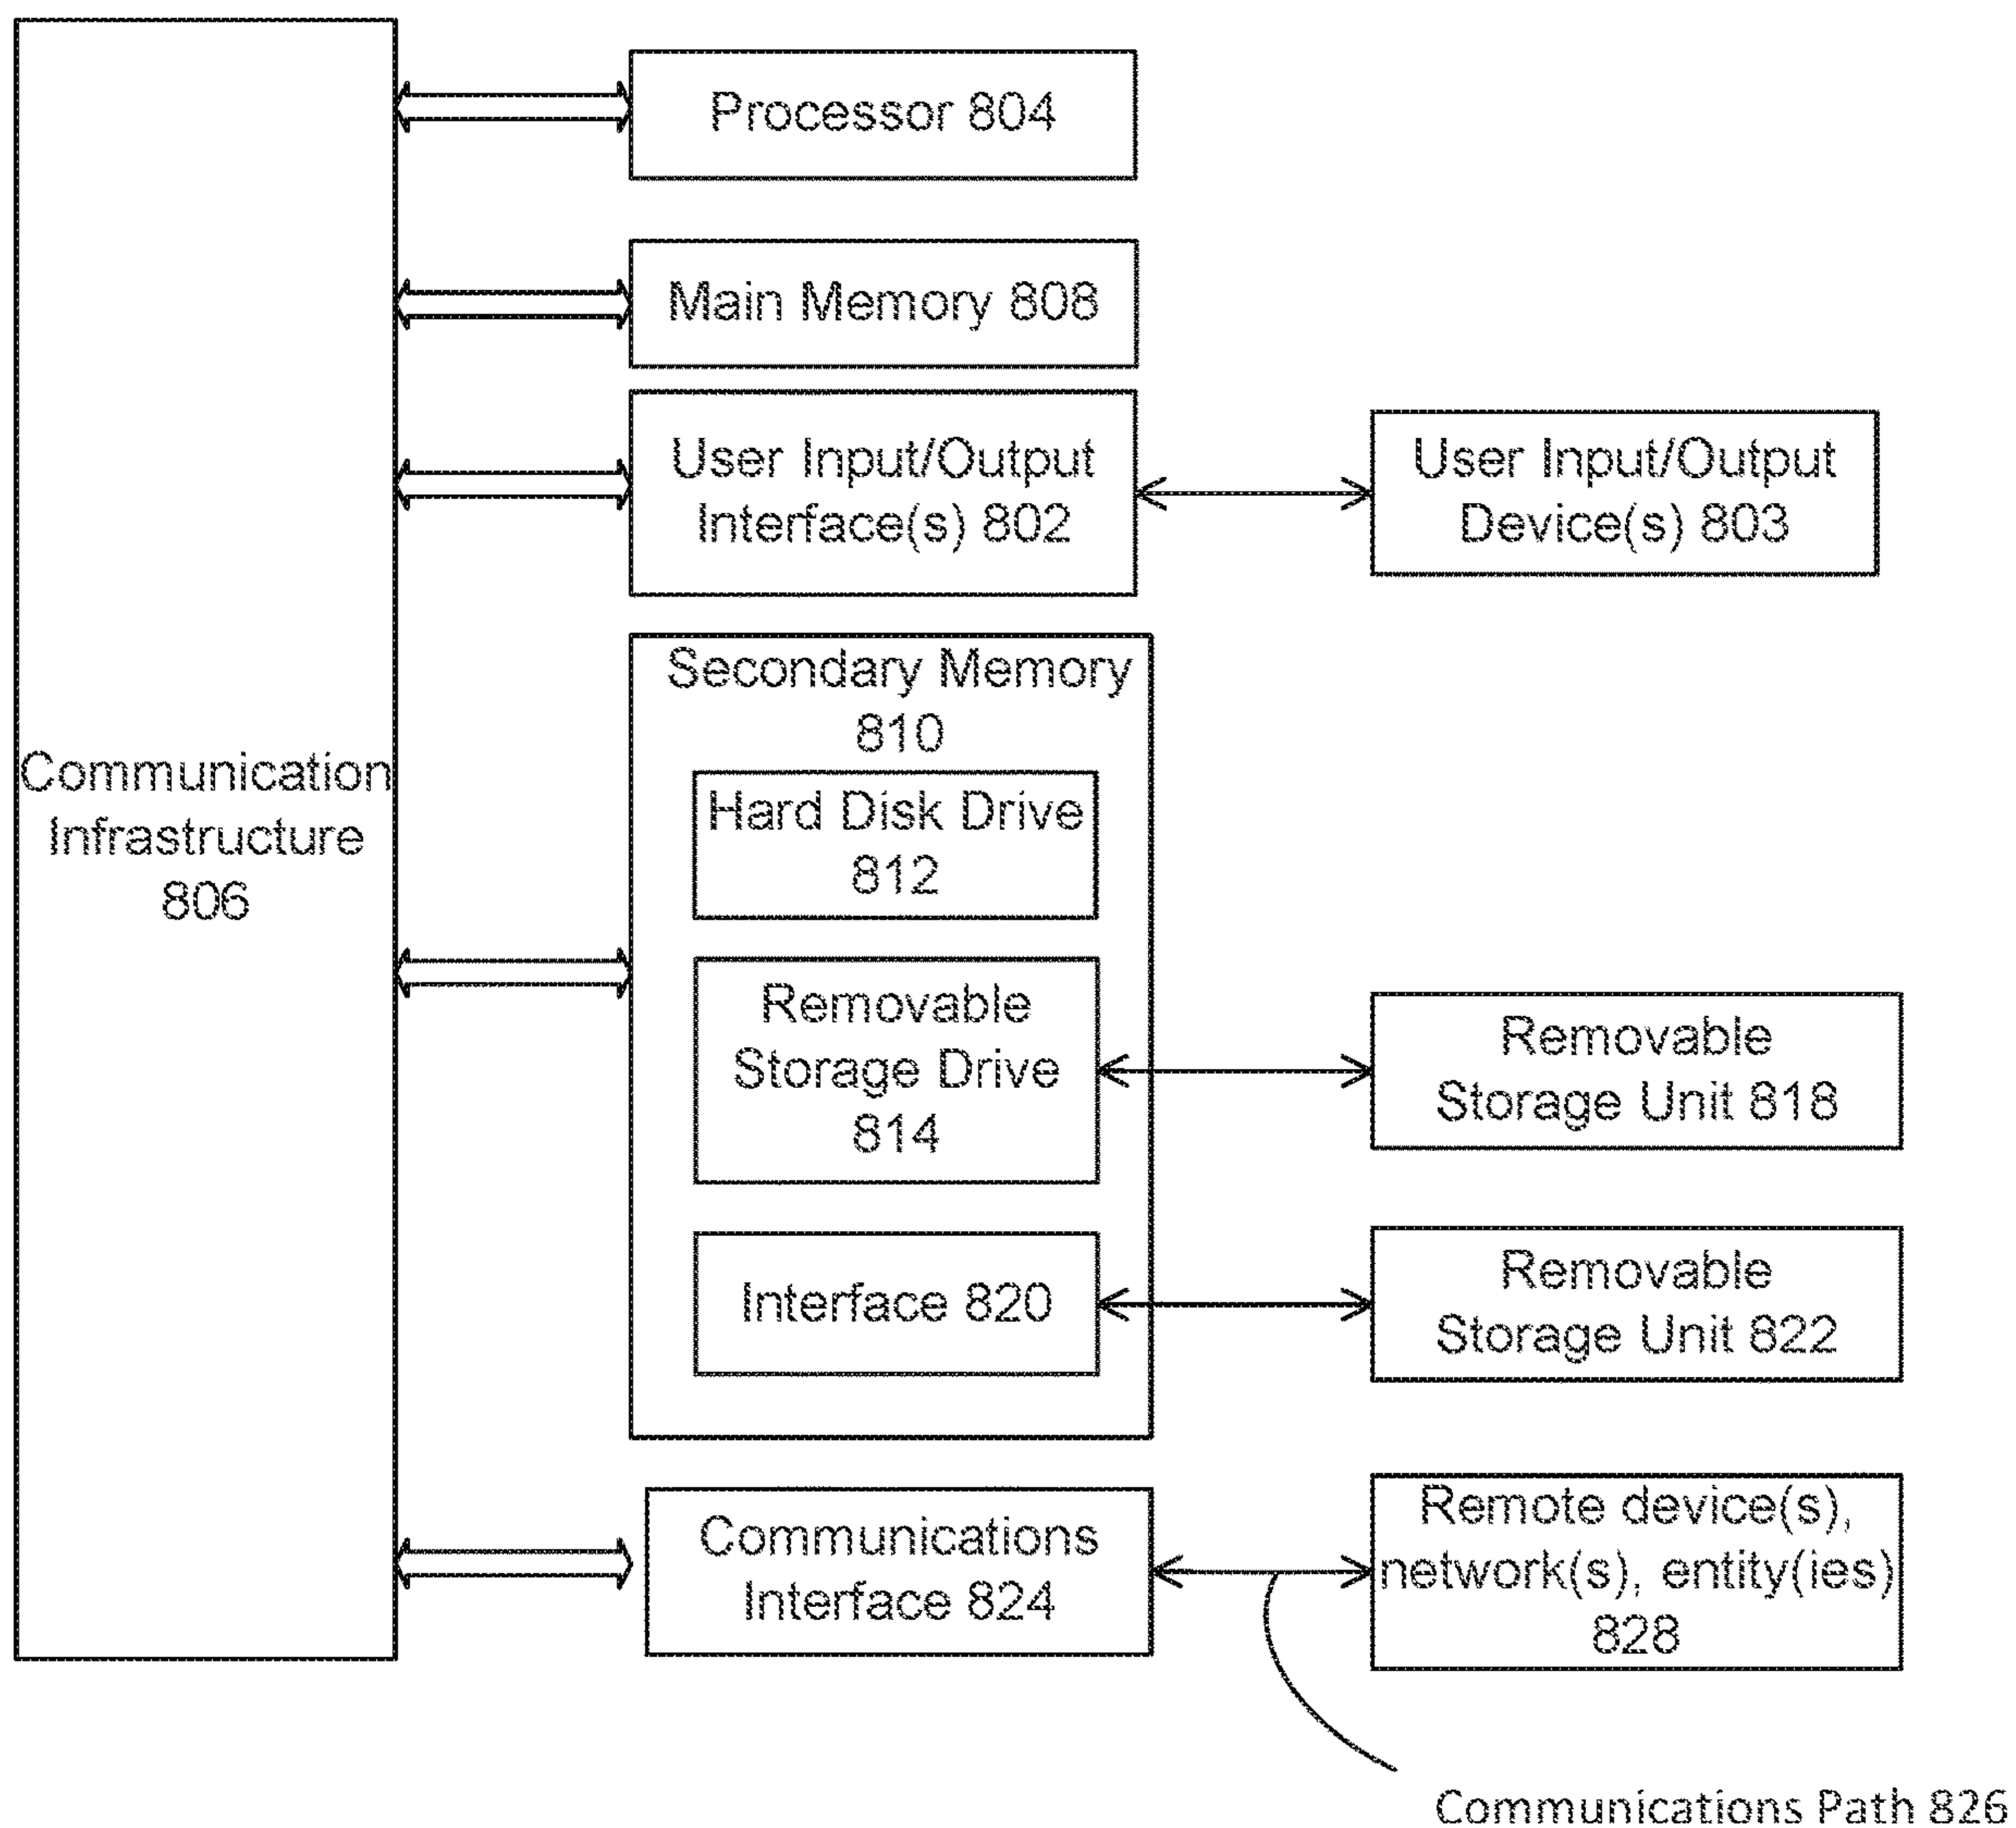 Processor 804
Main Memory 808
User Input/Output
Interface(s) 802
User Input/Output
Device(s) 803
Secondary Memory
810
Communication
Infrastructure
806
Hard Disk Drive
812
Removable
Storage Drive
814
Removable
Storage Unit 818
Interface 820
Removable
Storage Unit 822
Communications
Interface 824
Remote device(s),
network(s), entity(ies)
828
Communications Path 826